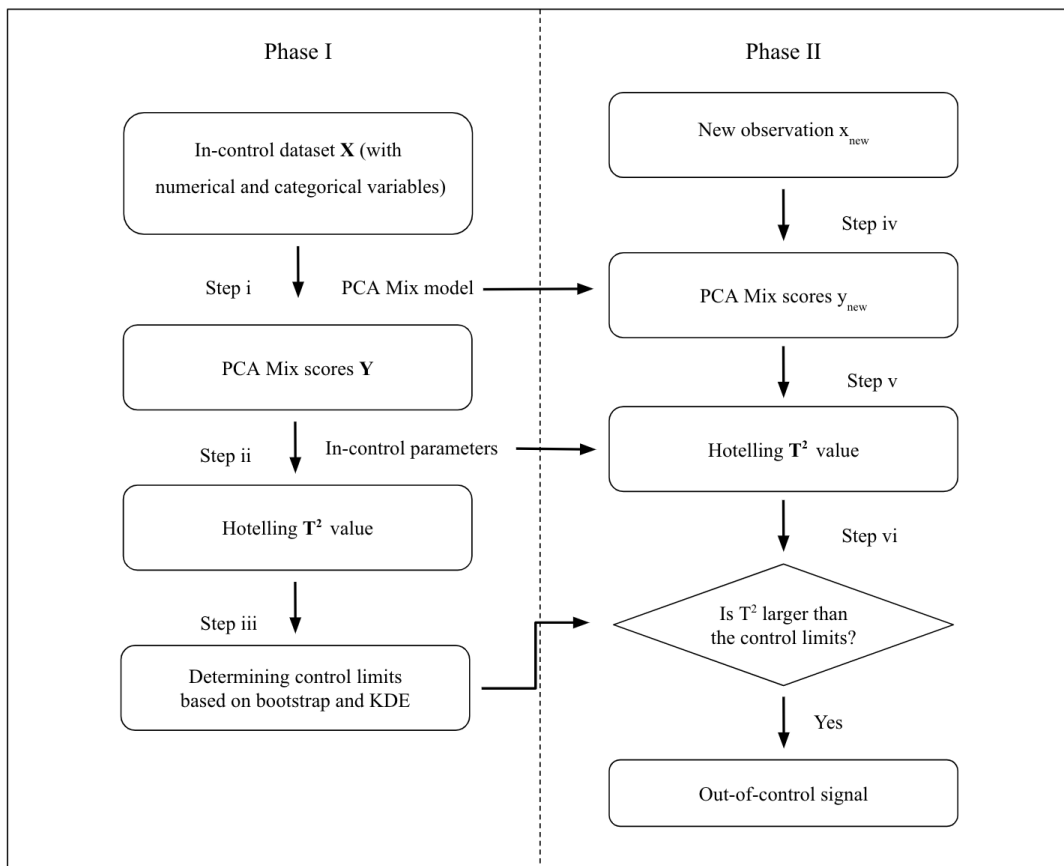 Phase I
In-control dataset X (with
numerical and categorical variables)
Step i
PCA Mix model
PCA Mix scores Y
Step ii
In-control parameters
Hotelling T² value
Step iii
Determining control limits
based on bootstrap and KDE
Phase II
New observation xnew
Step iv
PCA Mix scores ynew
Step v
Hotelling T² value
Step vi
Is T² larger than
the control limits?
Yes
Out-of-control signal